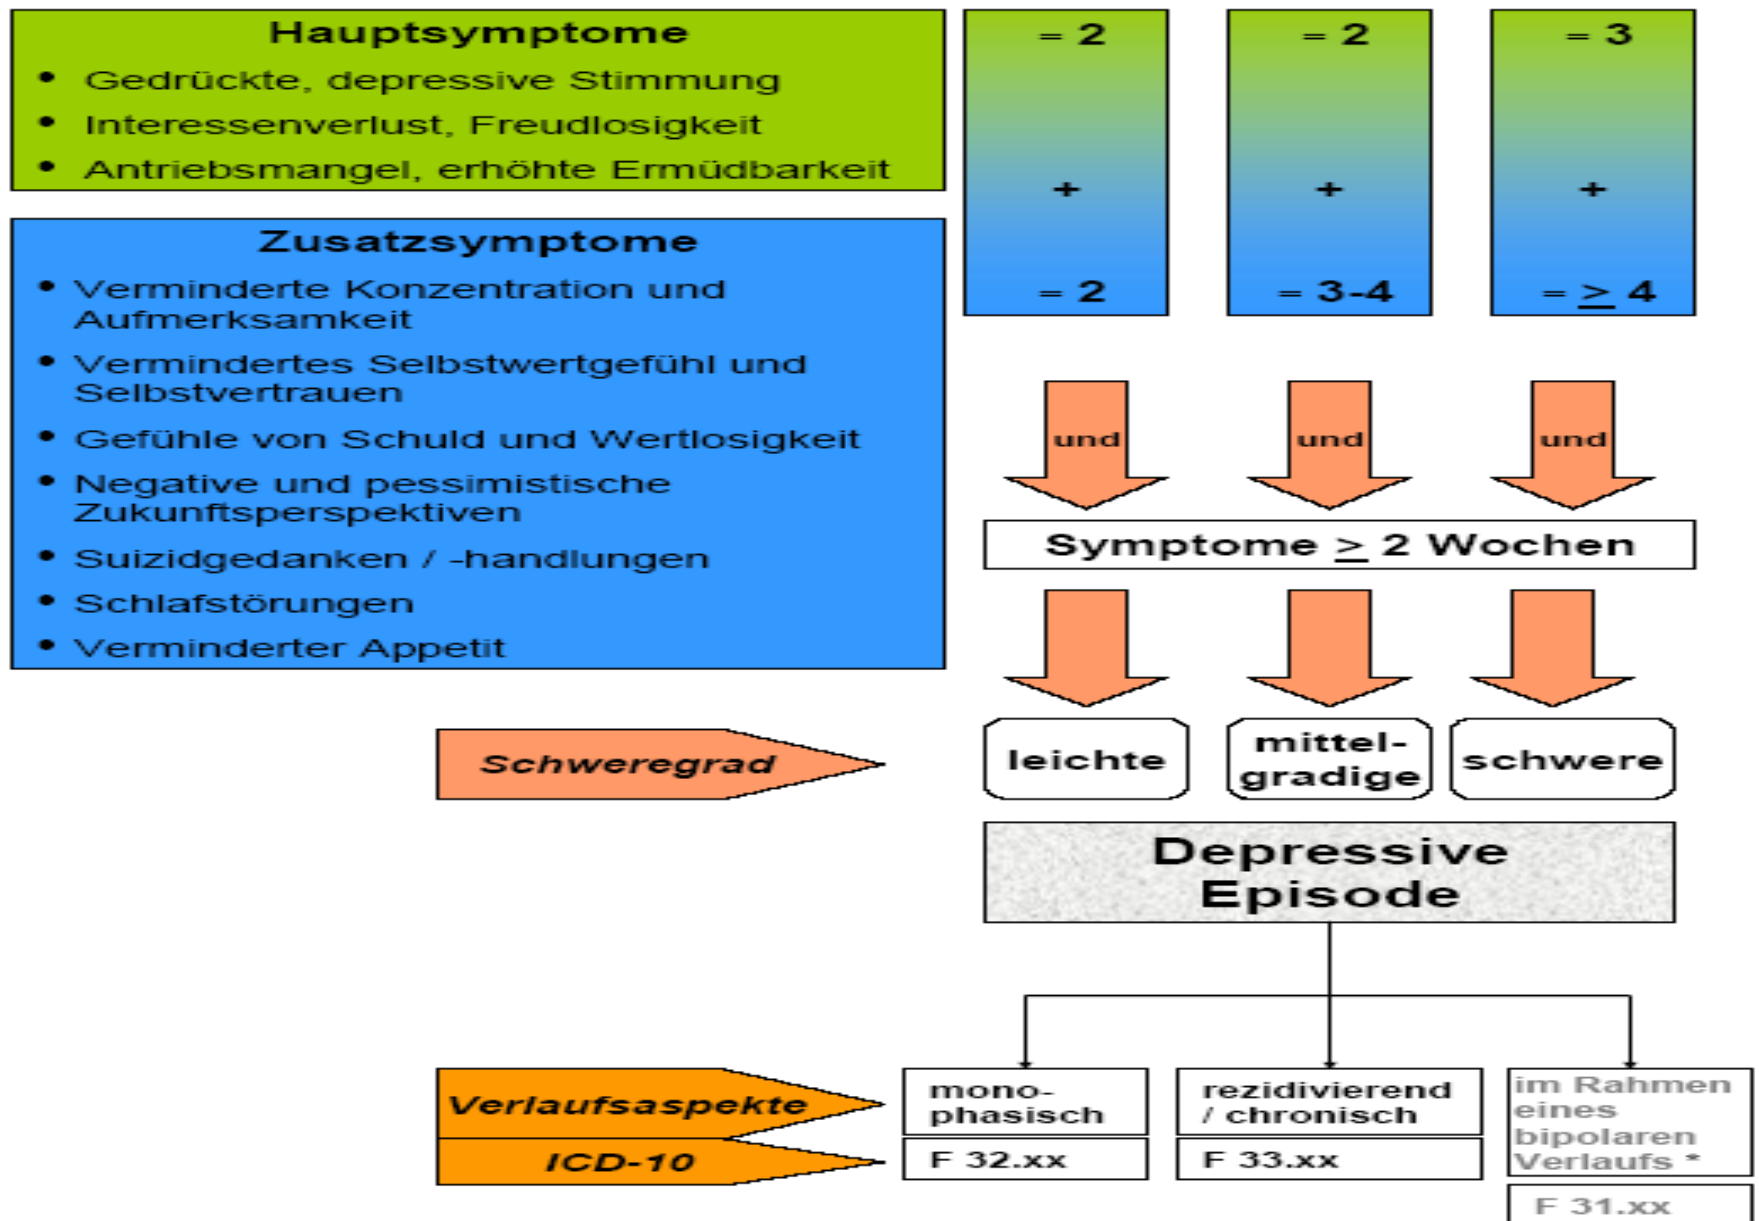 Hauptsymptome
• Gedrückte, depressive Stimmung
• Interessenverlust, Freudlosigkeit
• Antriebsmangel, erhöhte Ermüdbarkeit
Zusatzsymptome
• Verminderte Konzentration und
Aufmerksamkeit
• Vermindertes Selbstwertgefühl und
Selbstvertrauen
• Gefühle von Schuld und Wertlosigkeit
• Negative und pessimistische
Zukunftsperspektiven
• Suizidgedanken / -handlungen
• Schlafstörungen
• Verminderter Appetit
= 2
+
= 2
= 2
+
= 3-4
= 3
+
= ≥ 4
und
und
und
Symptome ≥ 2 Wochen
Schweregrad
leichte
mittel-
gradige
schwere
Depressive
Episode
Verlaufsaspekte
mono-
phasisch
rezidivierend
/ chronisch
im Rahmen
eines
bipolaren
Verlaufs *
ICD-10
F 32.xx
F 33.xx
F 31.xx